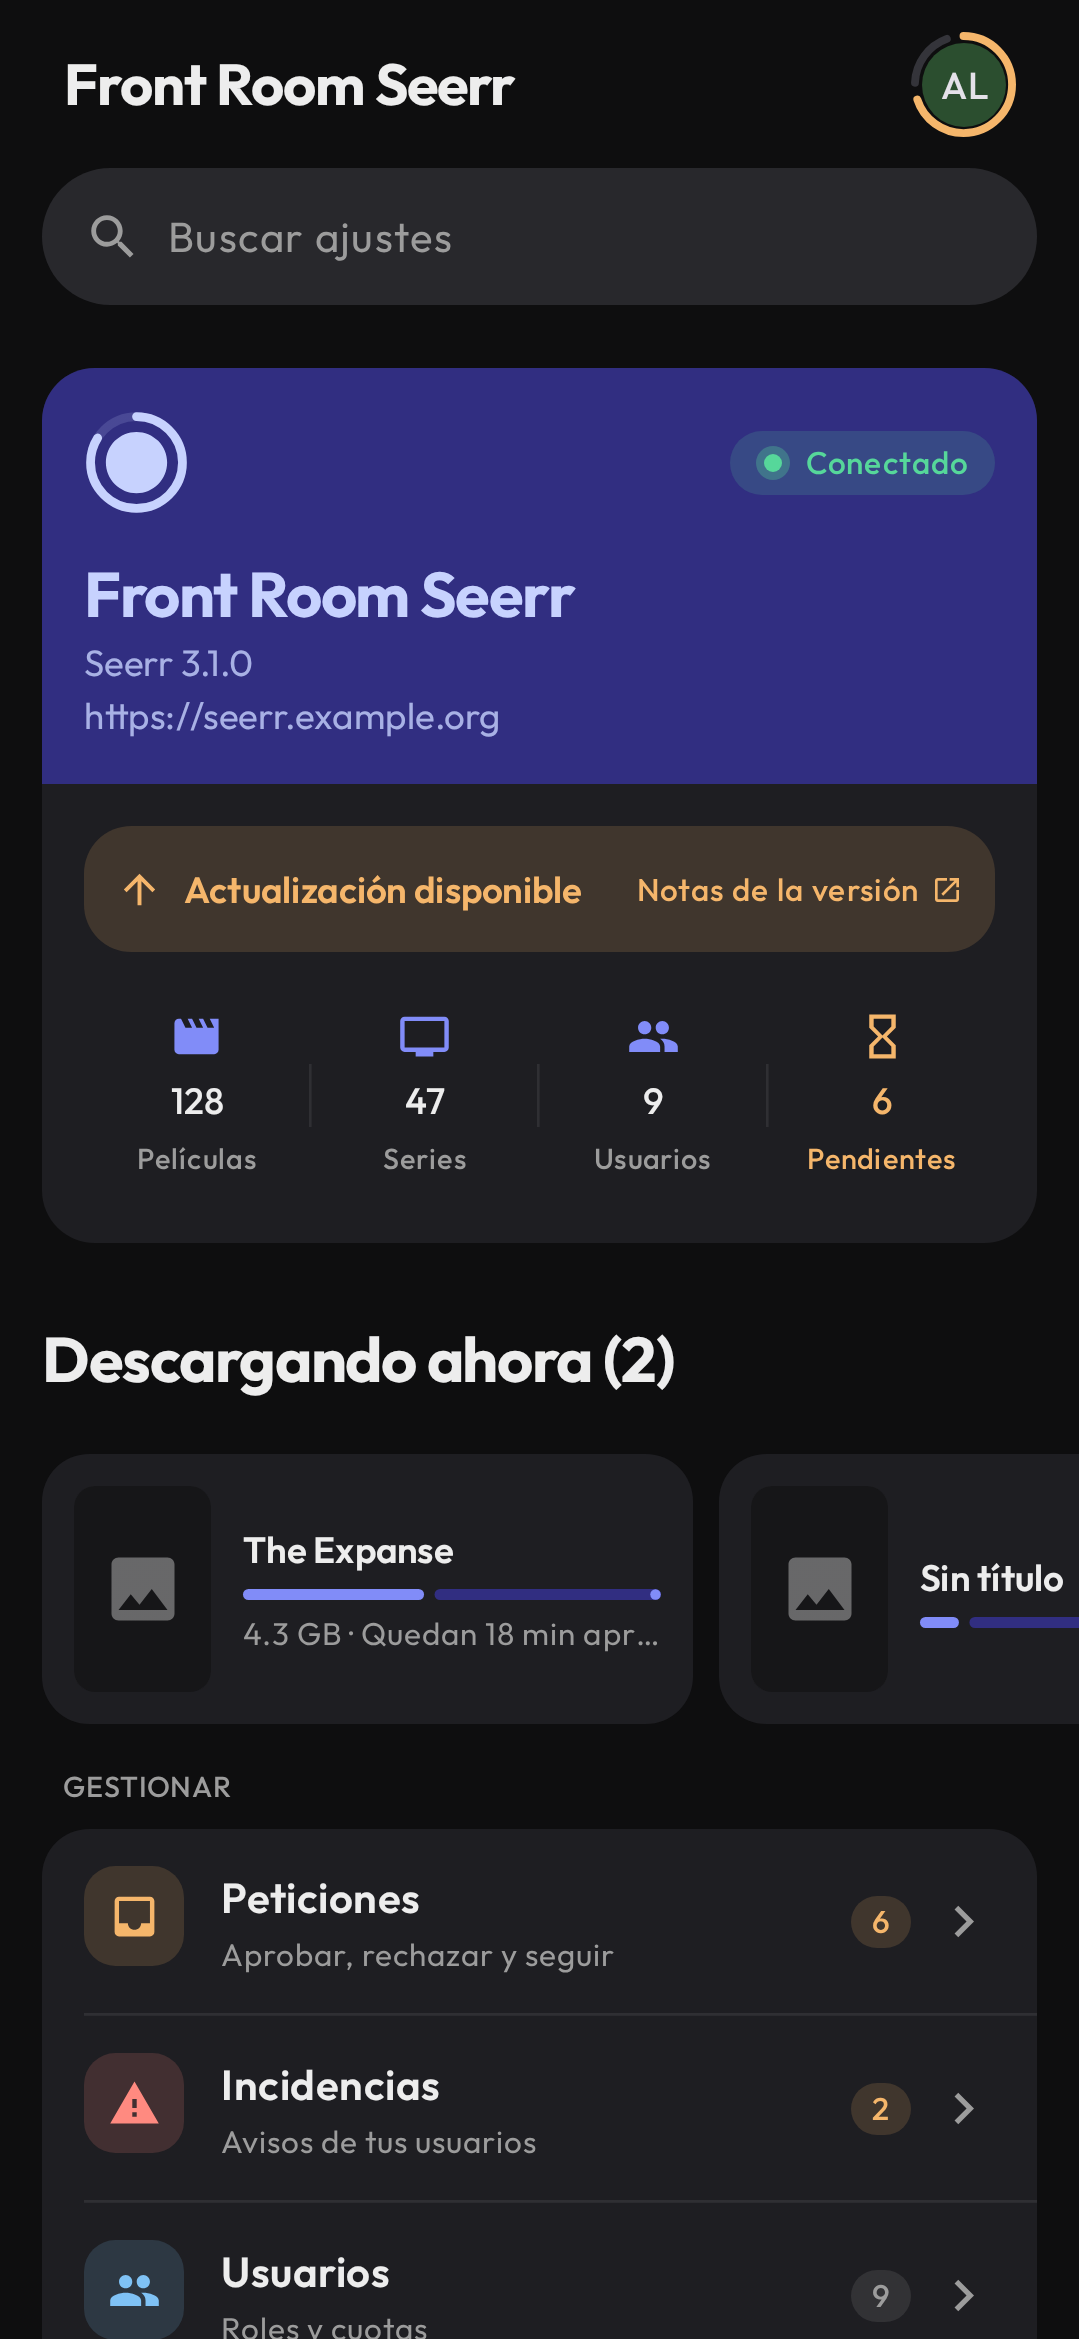 Front Room Seerr
AL
Buscar ajustes
Conectado
Front Room Seerr
Seerr 3.1.0
https://seerr.example.org
Actualización disponible
Notas de la versión
128
47
9
6
Películas
Series
Usuarios
Pendientes
Descargando ahora (2)
The Expanse
4.3 GB · Quedan 18 min apr…
Sin título
GESTIONAR
Peticiones
Aprobar, rechazar y seguir
6
Incidencias
Avisos de tus usuarios
2
Usuarios
Roles y cuotas
9